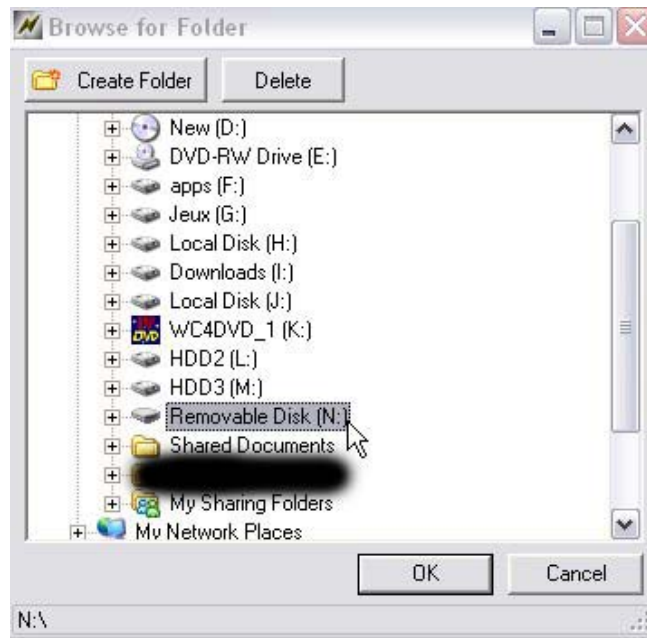 Browse for Folder
Create Folder Delete
New (D:)
DVD-RW Drive (E:)
apps (F:)
Jeux (G:)
Local Disk (H:)
Downloads (I:)
Local Disk (J:)
WC4DVD_1 (K:)
HDD2 (L:)
HDD3 (M:)
Removable Disk (N:)
Shared Documents
My Sharing Folders
My Network Places
OK Cancel
N:\